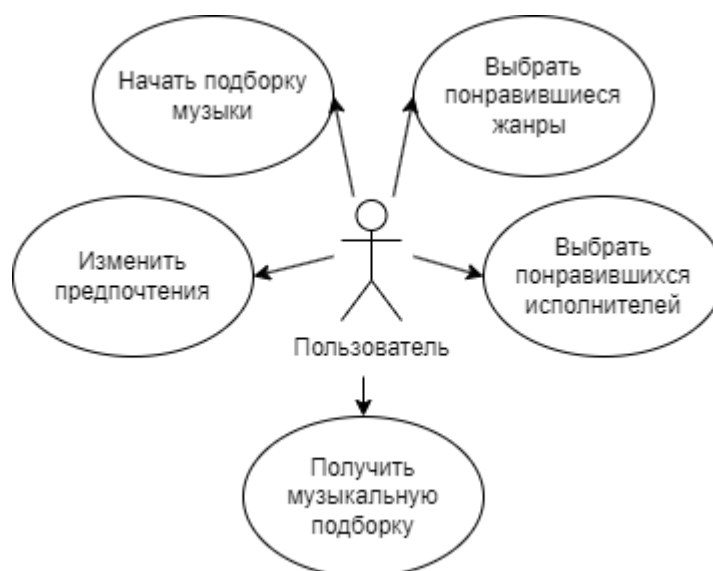 Начать подборку
музыки
Выбрать
понравившиеся
жанры
Изменить
предпочтения
Выбрать
понравившихся
исполнителей
Пользователь
Получить
музыкальную
подборку